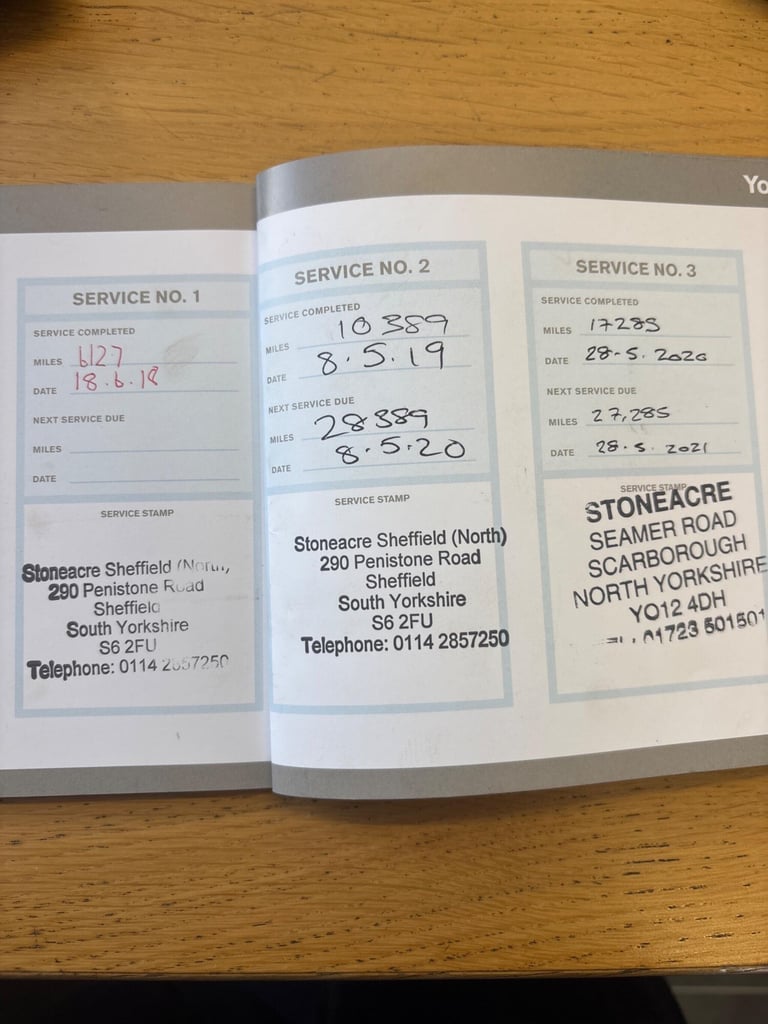 Yo
SERVICE NO. 1
SERVICE COMPLETED
MILES 6127
DATE 18.6.18
NEXT SERVICE DUE
MILES
DATE
SERVICE STAMP
Stoneacre Sheffield (North)
290 Penistone Road
Sheffield
South Yorkshire
S6 2FU
Telephone: 0114 2857250
SERVICE NO. 2
SERVICE COMPLETED
MILES 10389
DATE 8.5.19
NEXT SERVICE DUE
MILES 28389
DATE 8.5.20
SERVICE STAMP
Stoneacre Sheffield (North)
290 Penistone Road
Sheffield
South Yorkshire
S6 2FU
Telephone: 0114 2857250
SERVICE NO. 3
SERVICE COMPLETED
MILES 17285
DATE 28-5.2020
NEXT SERVICE DUE
MILES 27,285
DATE 28.5.2021
SERVICE STAMP
STONEACRE
SEAMER ROAD
SCARBOROUGH
NORTH YORKSHIRE
YO12 4DH
01723 501501